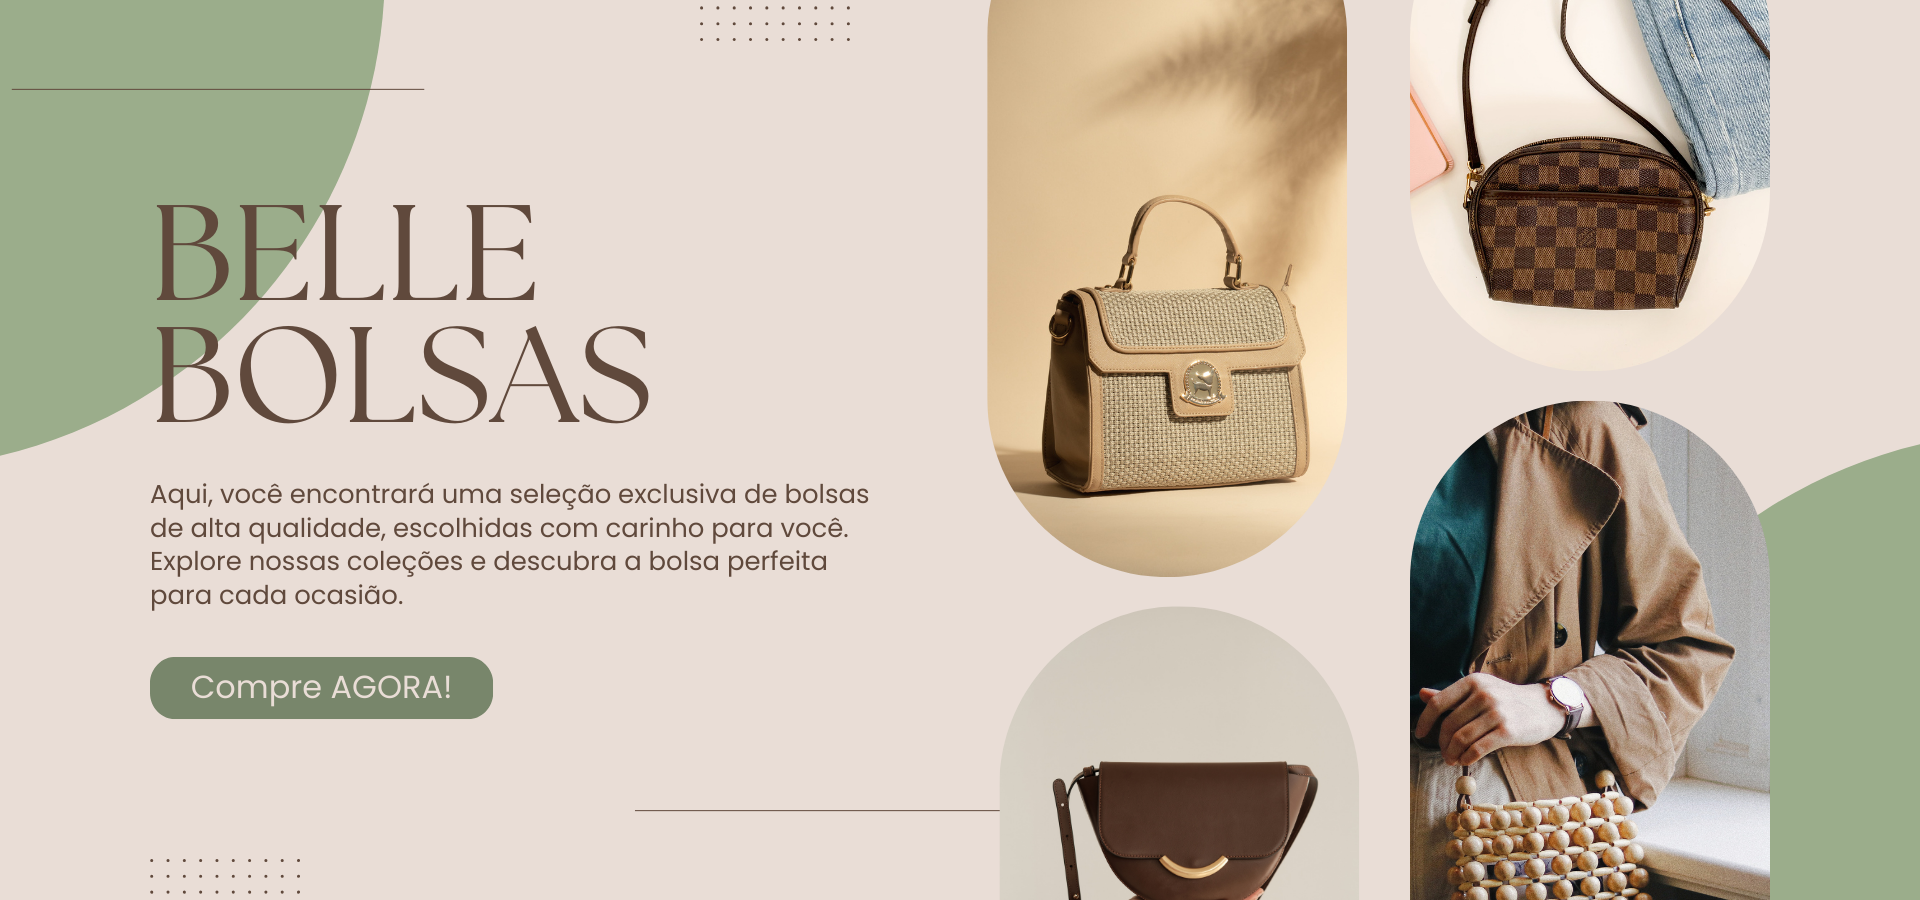 BELLE
BOLSAS
Aqui, você encontrará uma seleção exclusiva de bolsas
de alta qualidade, escolhidas com carinho para você.
Explore nossas coleções e descubra a bolsa perfeita
para cada ocasião.
Compre AGORA!